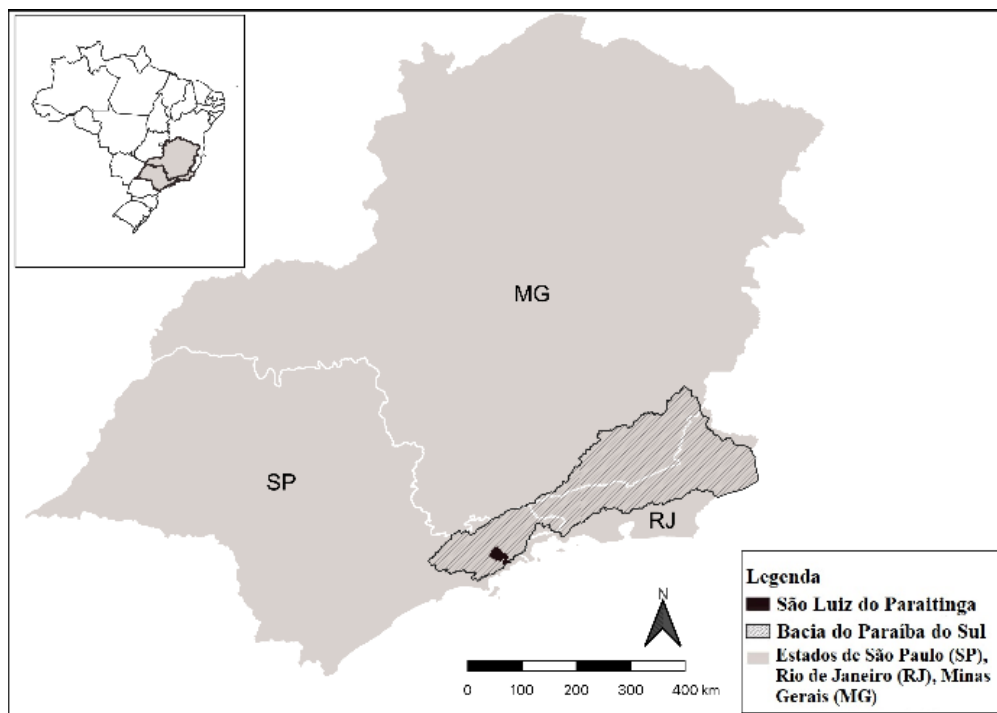 MG
SP
RJ
N
0 100 200 300 400 km
Legenda
São Luiz do Paraitinga
Bacia do Paraíba do Sul
Estados de São Paulo (SP),
Rio de Janeiro (RJ), Minas
Gerais (MG)